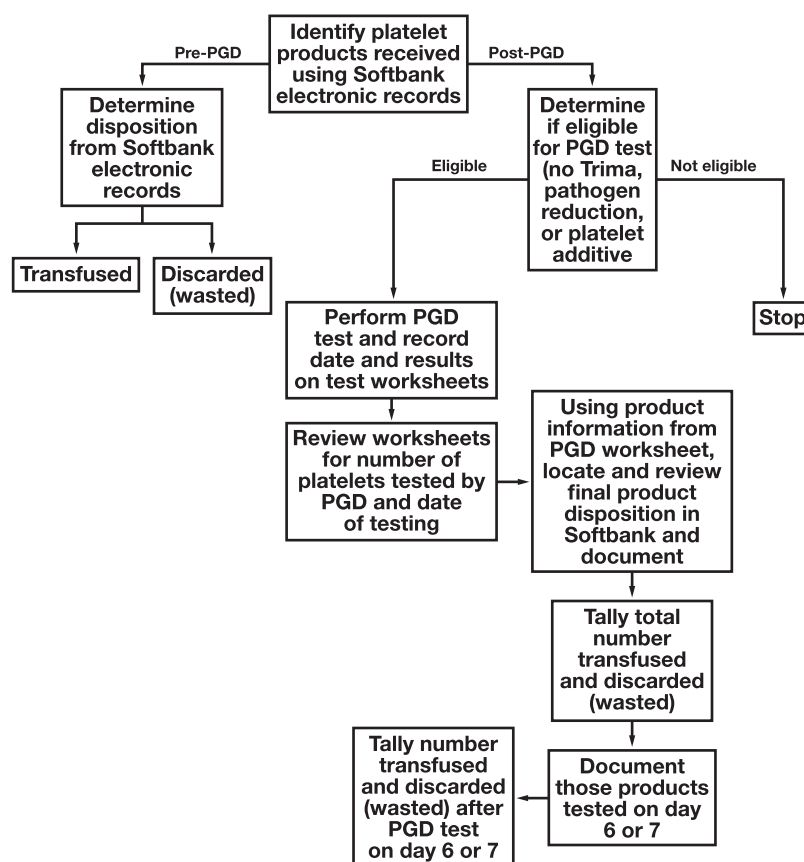 Identify platelet
products received
using Softbank
electronic records
Pre-PGD
Post-PGD
Determine
disposition
from Softbank
electronic
records
Determine
if eligible
for PGD test
(no Trima,
pathogen
reduction,
or platelet
additive
Eligible
Not eligible
Transfused
Discarded
(wasted)
Stop
Perform PGD
test and record
date and results
on test worksheets
Review worksheets
for number of
platelets tested by
PGD and date
of testing
Using product
information from
PGD worksheet,
locate and review
final product
disposition in
Softbank and
document
Tally total
number
transfused
and discarded
(wasted)
Document
those products
tested on day
6 or 7
Tally number
transfused
and discarded
(wasted) after
PGD test
on day 6 or 7